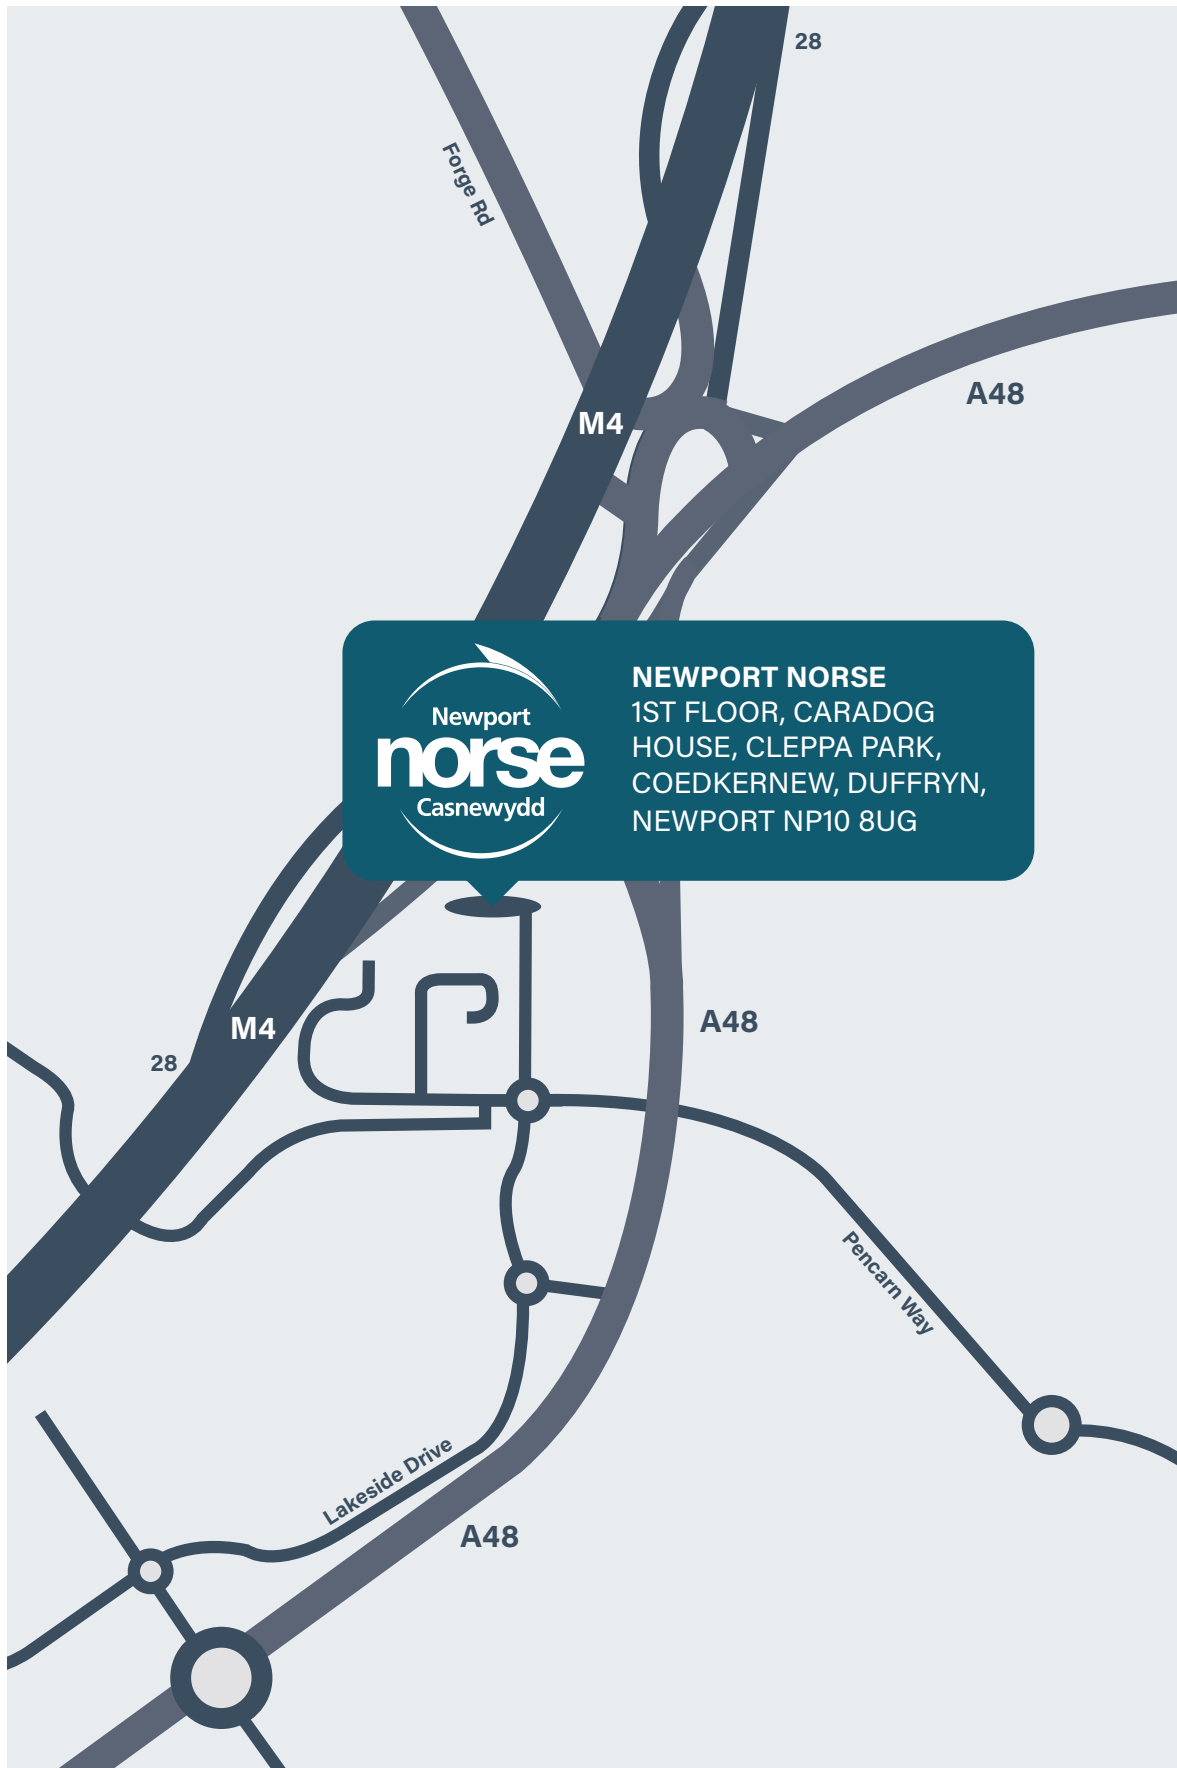 28
Forge Rd
A48
M4
Newport
norse
Casnewydd
NEWPORT NORSE
1ST FLOOR, CARADOG
HOUSE, CLEPPA PARK,
COEDKERNEW, DUFFRYN,
NEWPORT NP10 8UG
M4
A48
28
Pencarn Way
Lakeside Drive
A48